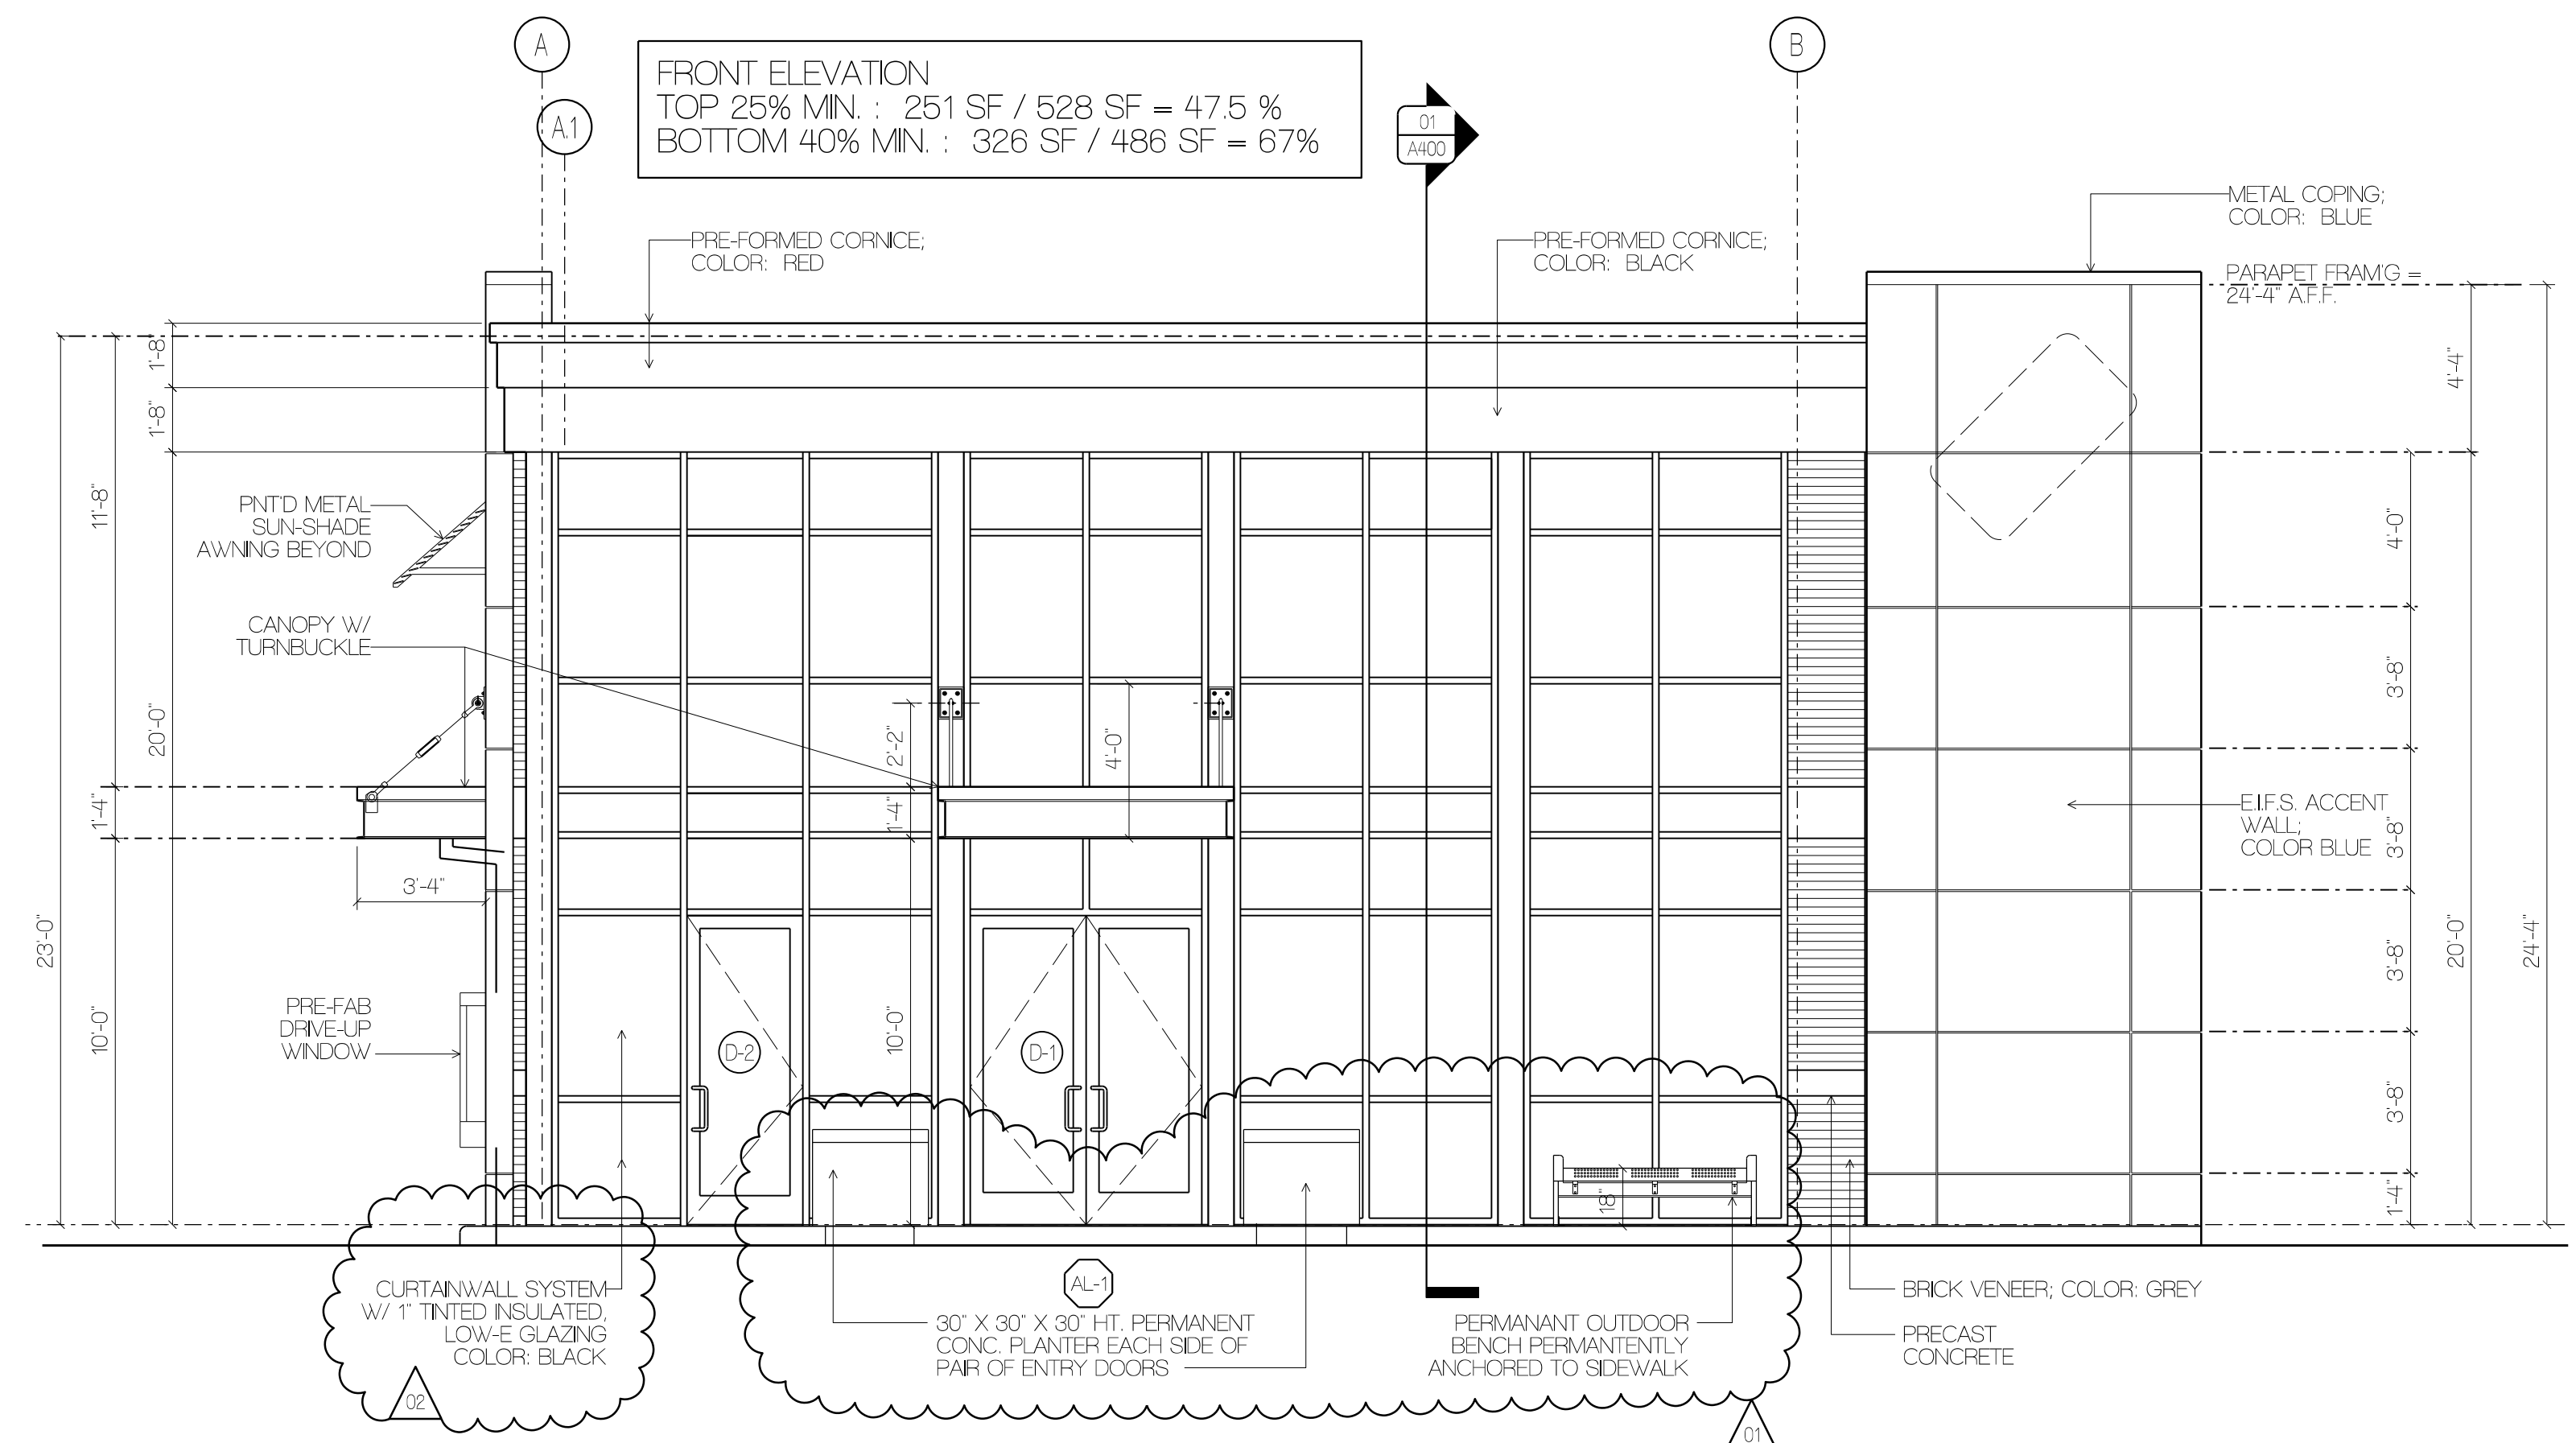 A
A.1
B
FRONT ELEVATION
TOP 25% MIN. : 251 SF / 528 SF = 47.5 %
BOTTOM 40% MIN. : 326 SF / 486 SF = 67%
01
A400
METAL COPING;
COLOR: BLUE
PRE-FORMED CORNICE;
COLOR: RED
PRE-FORMED CORNICE;
COLOR: BLACK
PARAPET FRAM'G =
24'-4" A.F.F.
1'-8"
1'-8"
4'-4"
11'-8"
PNT'D METAL
SUN-SHADE
AWNING BEYOND
4'-0"
CANOPY W/
TURNBUCKLE
3'-8"
20'-0"
2'-2"
4'-0"
1'-4"
1'-4"
E.I.F.S. ACCENT
WALL;
COLOR BLUE
3'-8"
3'-4"
23'-0"
3'-8"
20'-0"
24'-4"
PRE-FAB
DRIVE-UP
WINDOW
10'-0"
10'-0"
D-2
D-1
3'-8"
18"
1'-4"
CURTAINWALL SYSTEM
W/ 1" TINTED INSULATED,
LOW-E GLAZING
COLOR: BLACK
02
AL-1
30" X 30" X 30" HT. PERMANENT
CONC. PLANTER EACH SIDE OF
PAIR OF ENTRY DOORS
PERMANANT OUTDOOR
BENCH PERMANTENTLY
ANCHORED TO SIDEWALK
BRICK VENEER; COLOR: GREY
PRECAST
CONCRETE
01